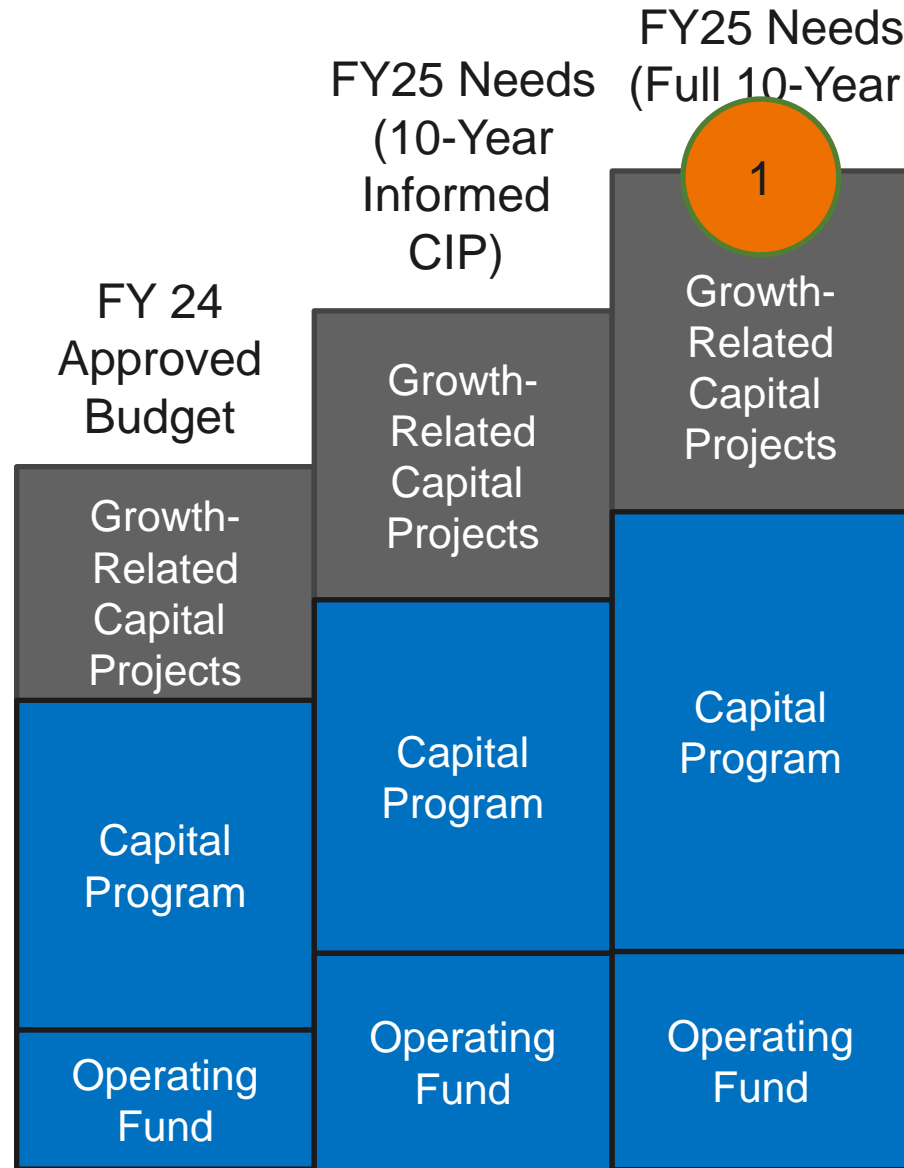 FY 24
Approved
Budget
Growth-
Related
Capital
Projects
Capital
Program
Operating
Fund
FY25 Needs
(10-Year
Informed
CIP)
Growth-
Related
Capital
Projects
Capital
Program
Operating
Fund
FY25 Needs
(Full 10-Year
1
Growth-
Related
Capital
Projects
Capital
Program
Operating
Fund